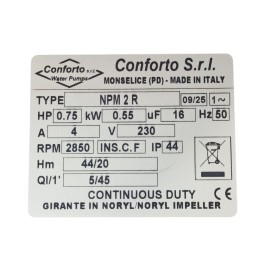 Conforto s.r.l. Conforto S.r.l.
Water Pumps MONSELICE (PD) - MADE IN ITALY
TYPE NPM 2 R 09/25 1~
HP 0.75 kW 0.55 uF 16 Hz 50
A 4 V 230
RPM 2850 INS.C.F IP 44
Hm 44/20
Ql/1' 5/45
CONTINUOUS DUTY CE
GIRANTE IN NORYL/NORYL IMPELLER